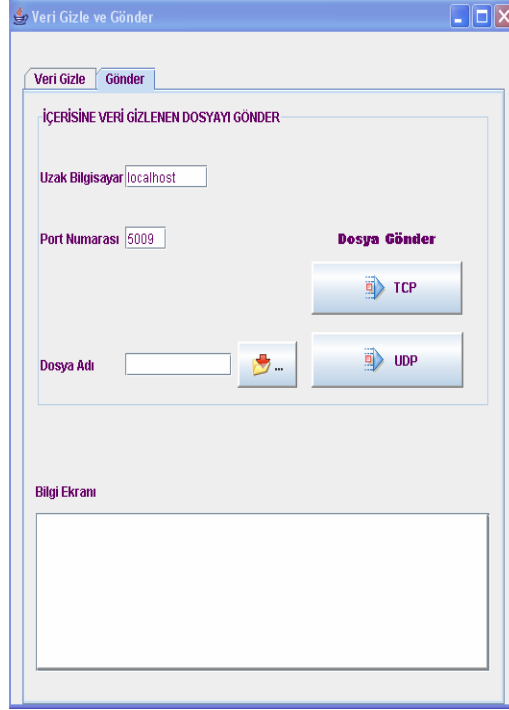 Veri Gizle ve Gönder
Veri Gizle Gönder
İÇERİSİNE VERİ GİZLENEN DOSYAYI GÖNDER
Uzak Bilgisayar localhost
Port Numarası 5009
Dosya Gönder
TCP
Dosya Adı ...
UDP
Bilgi Ekranı